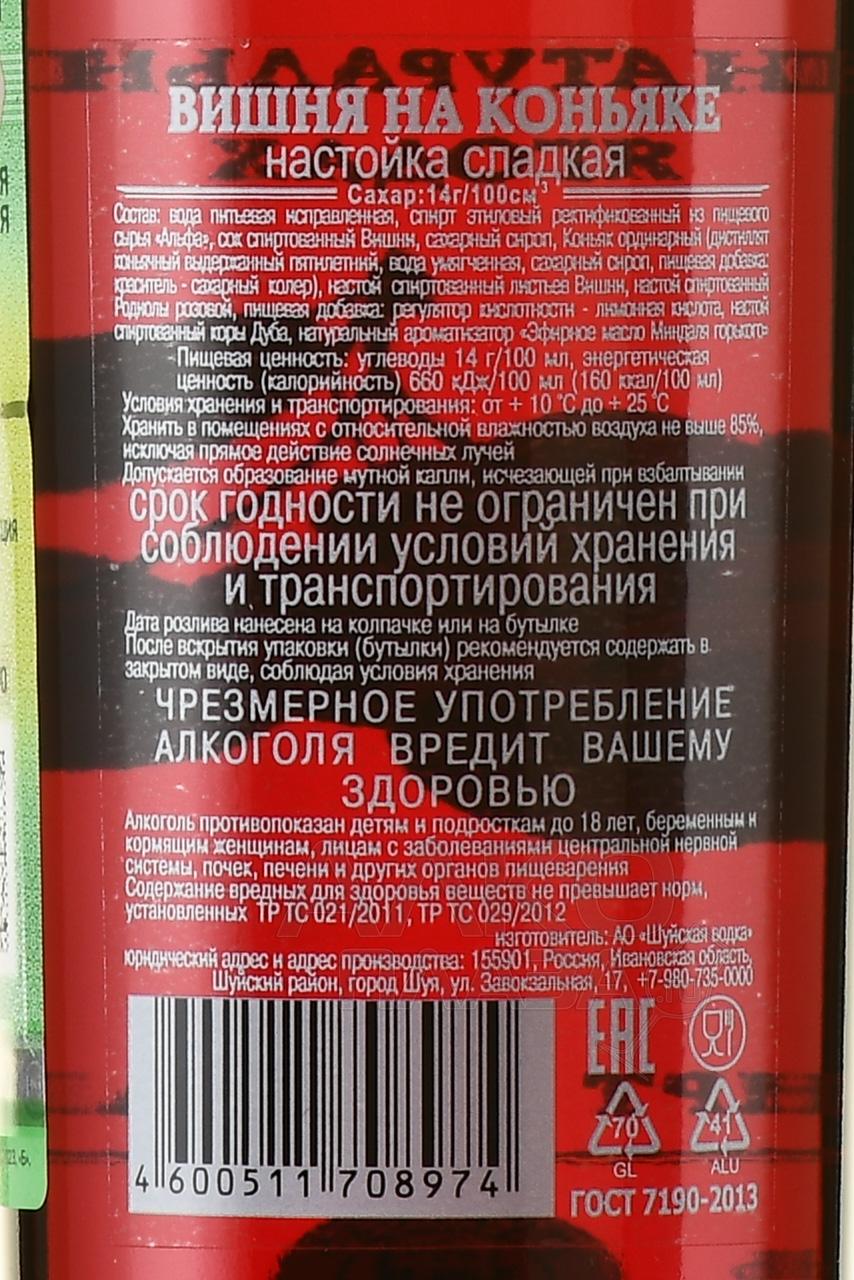 ВИШНЯ НА КОНЬЯКЕ
НАСТОЙКА СЛАДКАЯ
Сахар:14г/100см³
Состав: вода питьевая исправленная, спирт этиловый ректификованный из пищевого
сырья «Альфа», сок спиртованный Вишни, сахарный сироп, Коньяк ординарный (дистиллят
коньячный выдержанный пятилетний, вода умягченная, сахарный сироп, пищевая добавка:
краситель - сахарный колер), настой спиртованный листьев Вишни, настой спиртованный
Родиолы розовой, пищевая добавка: регулятор кислотности - лимонная кислота, настой
спиртованный коры Дуба, натуральный ароматизатор «Эфирное масло Миндаля горького»
Пищевая ценность: углеводы 14 г/100 мл, энергетическая
ценность (калорийность) 660 кДж/100 мл (160 ккал/100 мл)
Условия хранения и транспортирования: от + 10 °С до + 25 °С
Хранить в помещениях с относительной влажностью воздуха не выше 85%,
исключая прямое действие солнечных лучей
Допускается образование мутной капли, исчезающей при взбалтывании
СРОК ГОДНОСТИ НЕ ОГРАНИЧЕН ПРИ
СОБЛЮДЕНИИ УСЛОВИЙ ХРАНЕНИЯ
И ТРАНСПОРТИРОВАНИЯ
Дата розлива нанесена на колпачке или на бутылке
После вскрытия упаковки (бутылки) рекомендуется содержать в
закрытом виде, соблюдая условия хранения
ЧРЕЗМЕРНОЕ УПОТРЕБЛЕНИЕ
АЛКОГОЛЯ ВРЕДИТ ВАШЕМУ
ЗДОРОВЬЮ
Алкоголь противопоказан детям и подросткам до 18 лет, беременным и
кормящим женщинам, лицам с заболеваниями центральной нервной
системы, почек, печени и других органов пищеварения
Содержание вредных для здоровья веществ не превышает норм,
установленных ТР ТС 021/2011, ТР ТС 029/2012
изготовитель: АО «Шуйская водка»
юридический адрес и адрес производства: 155901, Россия, Ивановская область,
Шуйский район, город Шуя, ул. Завокзальная, 17, +7-980-735-0000
EAC
70 41
GL ALU
4 600511 708974
ГОСТ 7190-2013